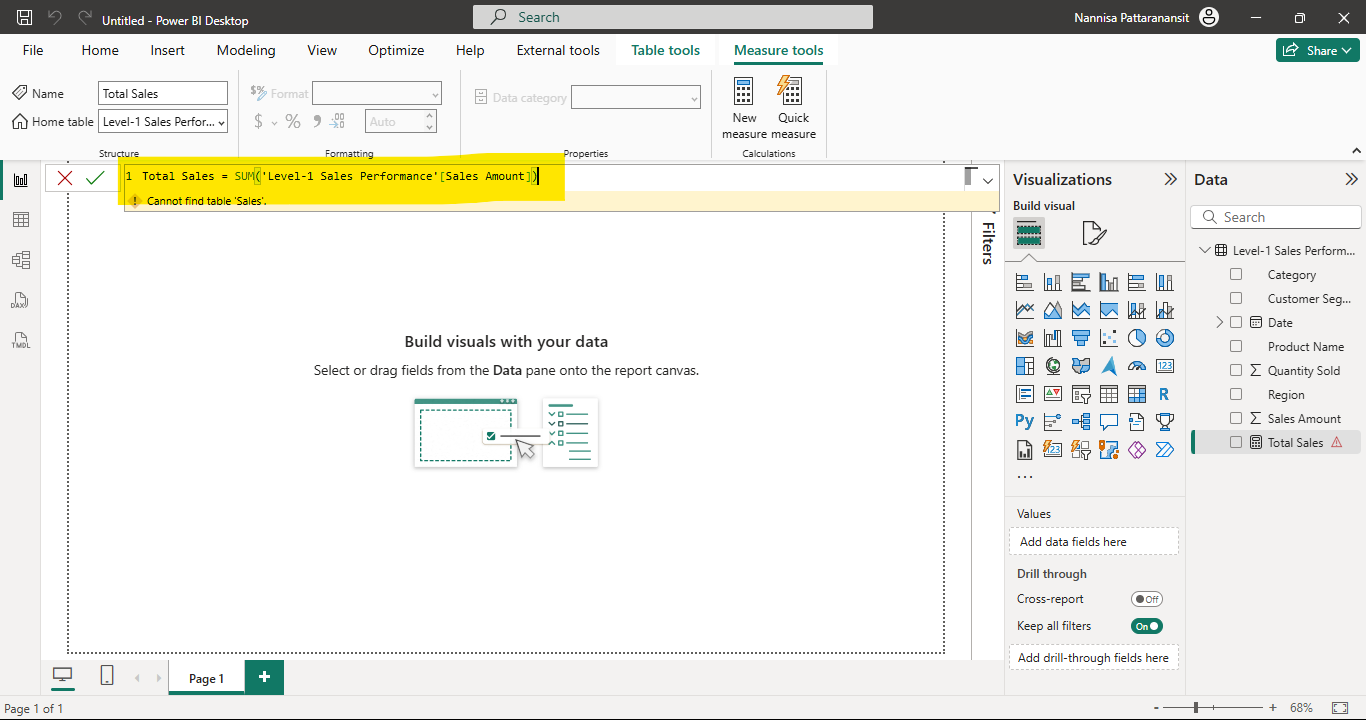 Untitled - Power BI Desktop
Search
Nannisa Pattaranansit
File Home Insert Modeling View Optimize Help External tools Table tools Measure tools
Share
Name Total Sales
Home table Level-1 Sales Perfor...
Structure
$% Format
$ % 9 .00
Auto
Formatting
Data category
Properties
New measure
Quick measure
Calculations
1 Total Sales = SUM('Level-1 Sales Performance'[Sales Amount])
Cannot find table 'Sales'.
Filters
Build visuals with your data
Select or drag fields from the Data pane onto the report canvas.
Visualizations
Build visual
123
R
Py
123
...
Values
Add data fields here
Drill through
Cross-report Off
Keep all filters On
Add drill-through fields here
Data
Search
Level-1 Sales Perform...
Category
Customer Seg...
Date
Product Name
Quantity Sold
Region
Sales Amount
Total Sales
DAX
TMDL
Page 1
+
Page 1 of 1
- + 68%